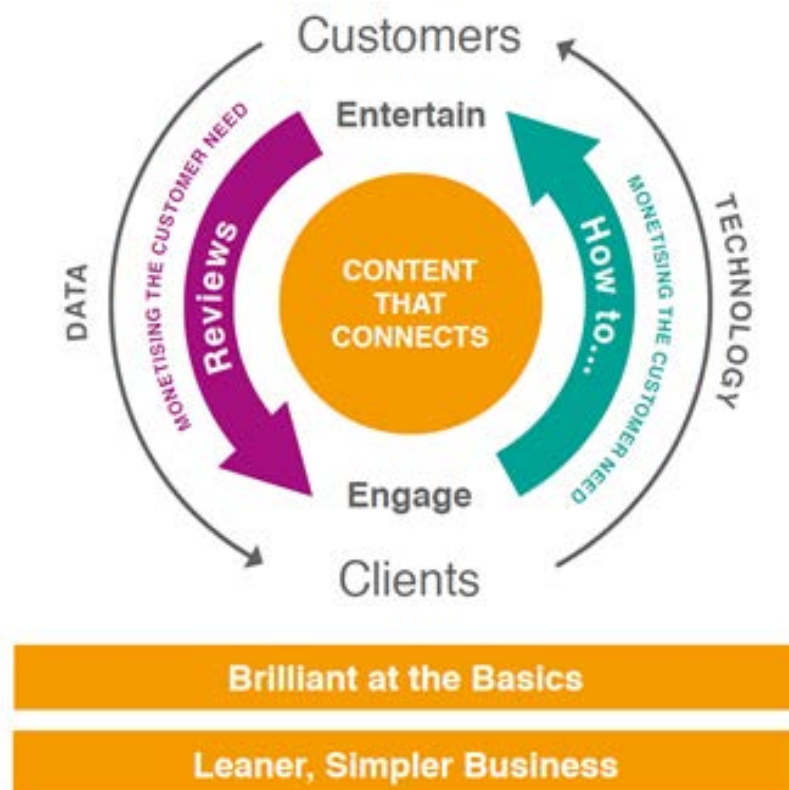 Customers
Entertain
DATA
MONETISING THE CUSTOMER NEED
Reviews
CONTENT
THAT
CONNECTS
How to...
MONETISING THE CUSTOMER NEED
TECHNOLOGY
Engage
Clients
Brilliant at the Basics
Leaner, Simpler Business